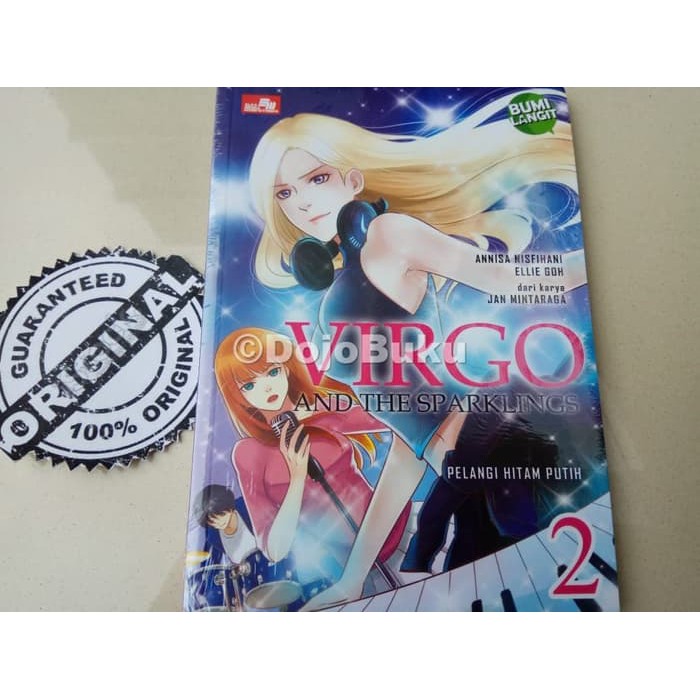 BUMI
LANGIT
ANNISA NISFIHANI
ELLIE GOH
dari karya
JAN MINTARAGA
©DojoBuku
VIRGO
AND THE SPARKLINGS
PELANGI HITAM PUTIH
2
GUARANTEED
ORIGINAL
100% ORIGINAL